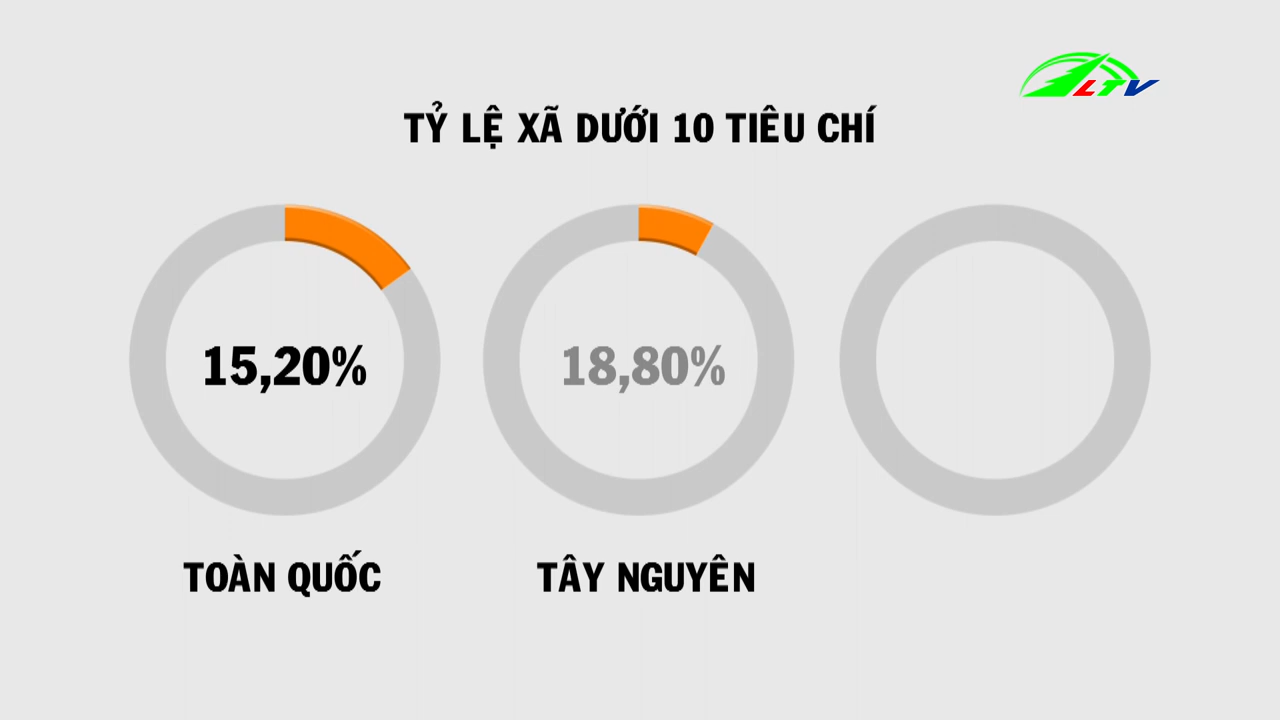 LTV
TỶ LỆ XÃ DƯỚI 10 TIÊU CHÍ
15,20%
18,80%
TOÀN QUỐC
TÂY NGUYÊN